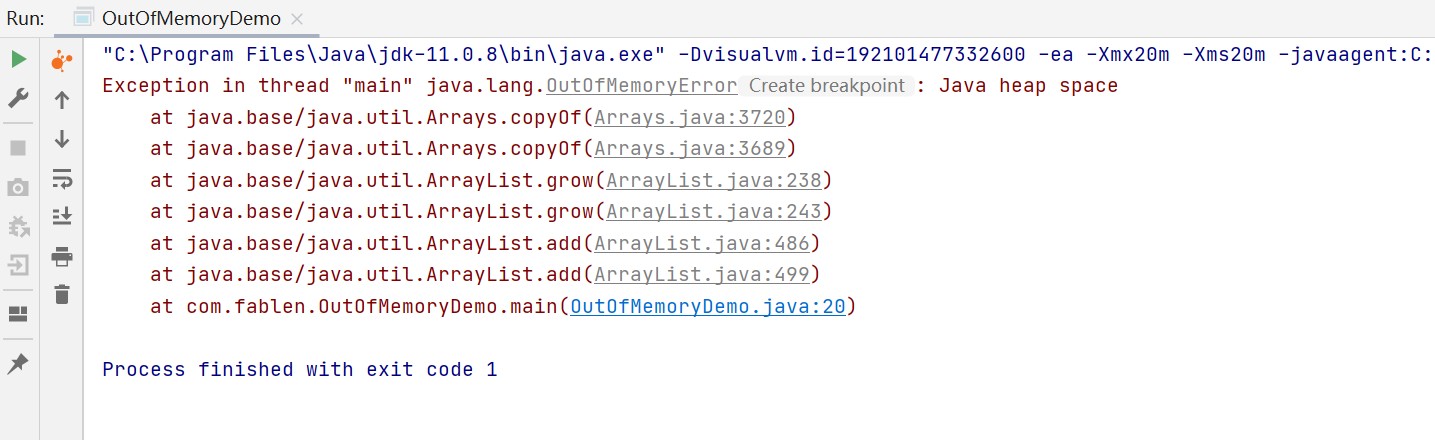 Run: OutOfMemoryDemo
"C:\Program Files\Java\jdk-11.0.8\bin\java.exe" -Dvisualvm.id=192101477332600 -ea -Xmx20m -Xms20m -javaagent:C:
Exception in thread "main" java.lang.OutOfMemoryError Create breakpoint : Java heap space
at java.base/java.util.Arrays.copyOf(Arrays.java:3720)
at java.base/java.util.Arrays.copyOf(Arrays.java:3689)
at java.base/java.util.ArrayList.grow(ArrayList.java:238)
at java.base/java.util.ArrayList.grow(ArrayList.java:243)
at java.base/java.util.ArrayList.add(ArrayList.java:486)
at java.base/java.util.ArrayList.add(ArrayList.java:499)
at com.fablen.OutOfMemoryDemo.main(OutOfMemoryDemo.java:20)
Process finished with exit code 1